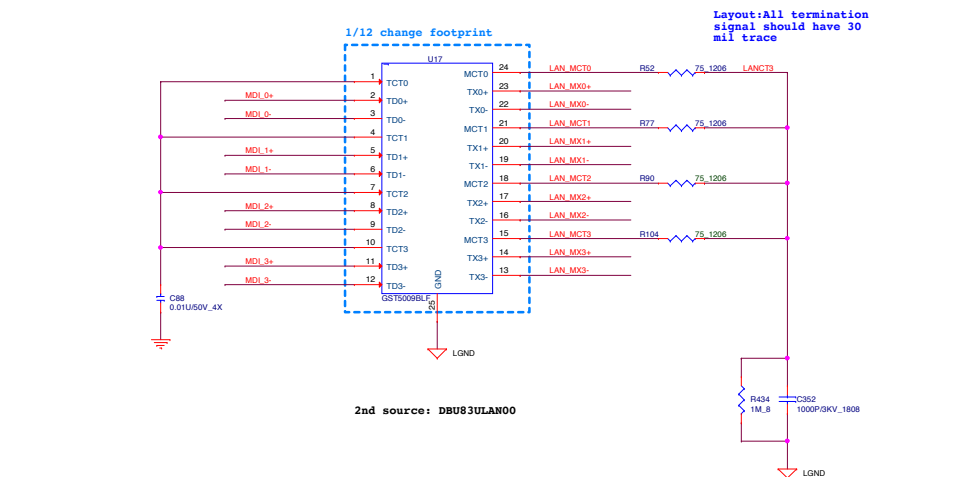 Layout:All termination
signal should have 30
mil trace
1/12 change footprint
U17
1 TCT0
MDI_0+ 2 TD0+
MDI_0- 3 TD0-
4 TCT1
MDI_1+ 5 TD1+
MDI_1- 6 TD1-
7 TCT2
MDI_2+ 8 TD2+
MDI_2- 9 TD2-
10 TCT3
MDI_3+ 11 TD3+
MDI_3- 12 TD3-
MCT0 24 LAN_MCT0 R52 75_1206 LANCT3
TX0+ 23 LAN_MX0+
TX0- 22 LAN_MX0-
MCT1 21 LAN_MCT1 R77 75_1206
TX1+ 20 LAN_MX1+
TX1- 19 LAN_MX1-
MCT2 18 LAN_MCT2 R90 75_1206
TX2+ 17 LAN_MX2+
TX2- 16 LAN_MX2-
MCT3 15 LAN_MCT3 R104 75_1206
TX3+ 14 LAN_MX3+
TX3- 13 LAN_MX3-
GND
25
GST5009BLF
C88
0.01U/50V_4X
LGND
2nd source: DBU83ULAN00
R434
1M_8
C352
1000P/3KV_1808
LGND